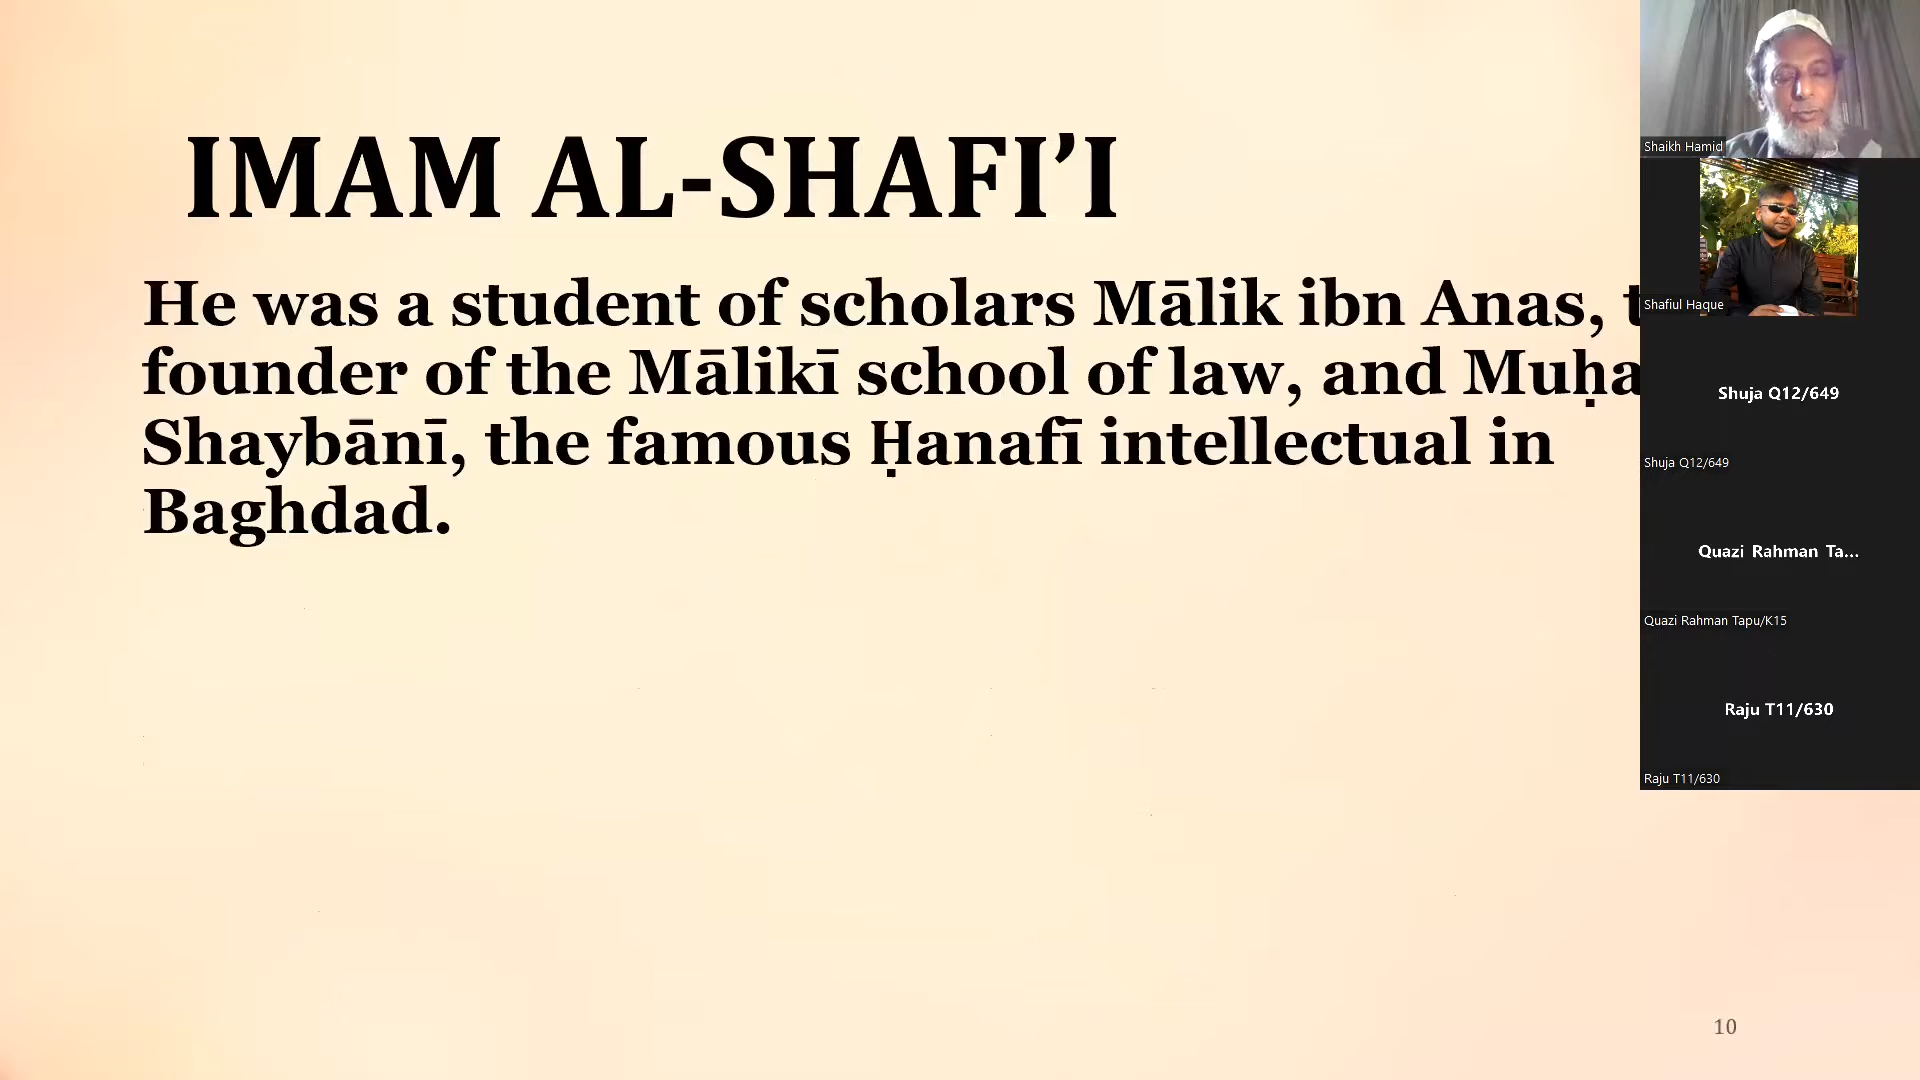 IMAM AL-SHAFI’I
He was a student of scholars Mālik ibn Anas,
founder of the Mālikī school of law, and
Shaybānī, the famous Ḥanafī intellectual in
Baghdad.
10
Shaikh Hamid
Shafiul Haque
Shuja Q12/649
Shuja Q12/649
Quazi Rahman Ta...
Quazi Rahman Tapu/K15
Raju T11/630
Raju T11/630